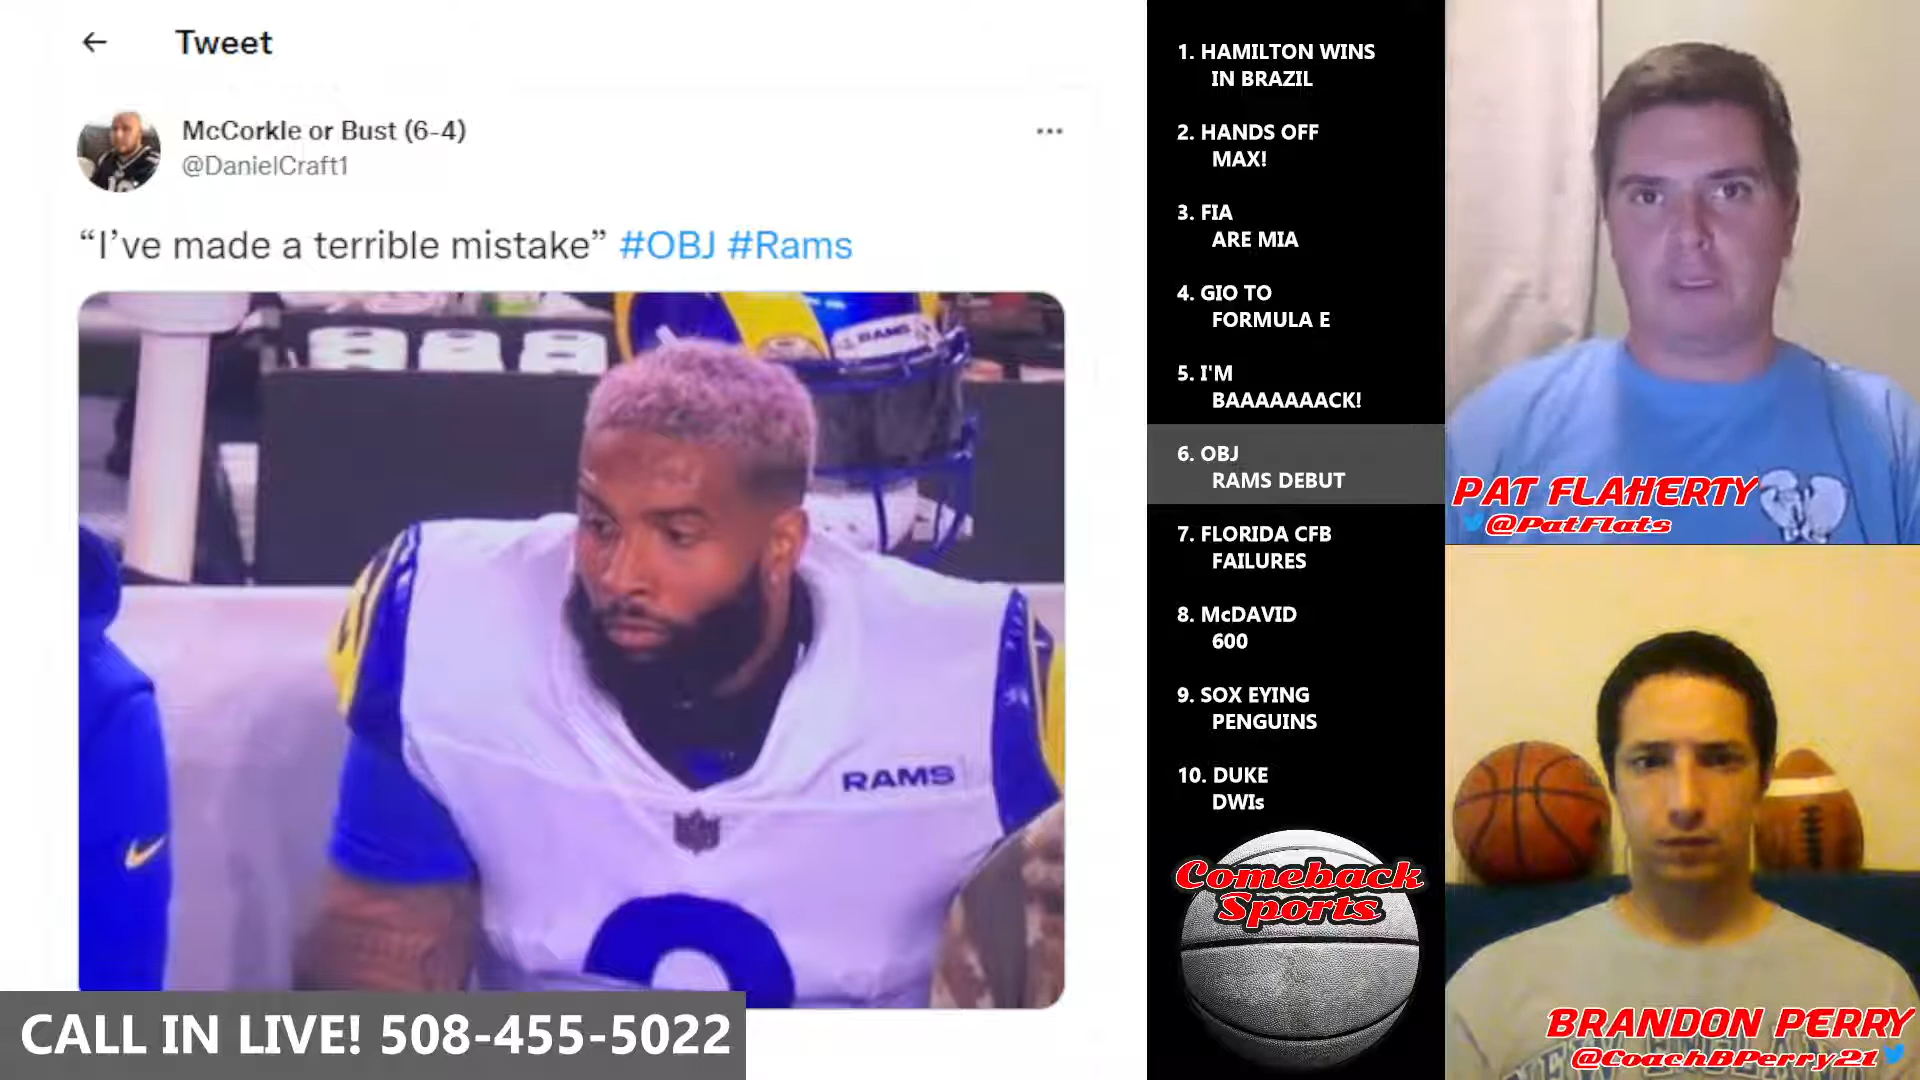 Tweet
McCorkle or Bust (6-4)
@DanielCraft1
“I’ve made a terrible mistake” #OBJ #Rams
RAMS
RAMS
CALL IN LIVE! 508-455-5022
1. HAMILTON WINS
IN BRAZIL
2. HANDS OFF
MAX!
3. FIA
ARE MIA
4. GIO TO
FORMULA E
5. I'M
BAAAAAAACK!
6. OBJ
RAMS DEBUT
7. FLORIDA CFB
FAILURES
8. McDAVID
600
9. SOX EYING
PENGUINS
10. DUKE
DWIs
Comeback
Sports
PAT FLAHERTY
@PatFlats
BRANDON PERRY
@CoachBPerry21